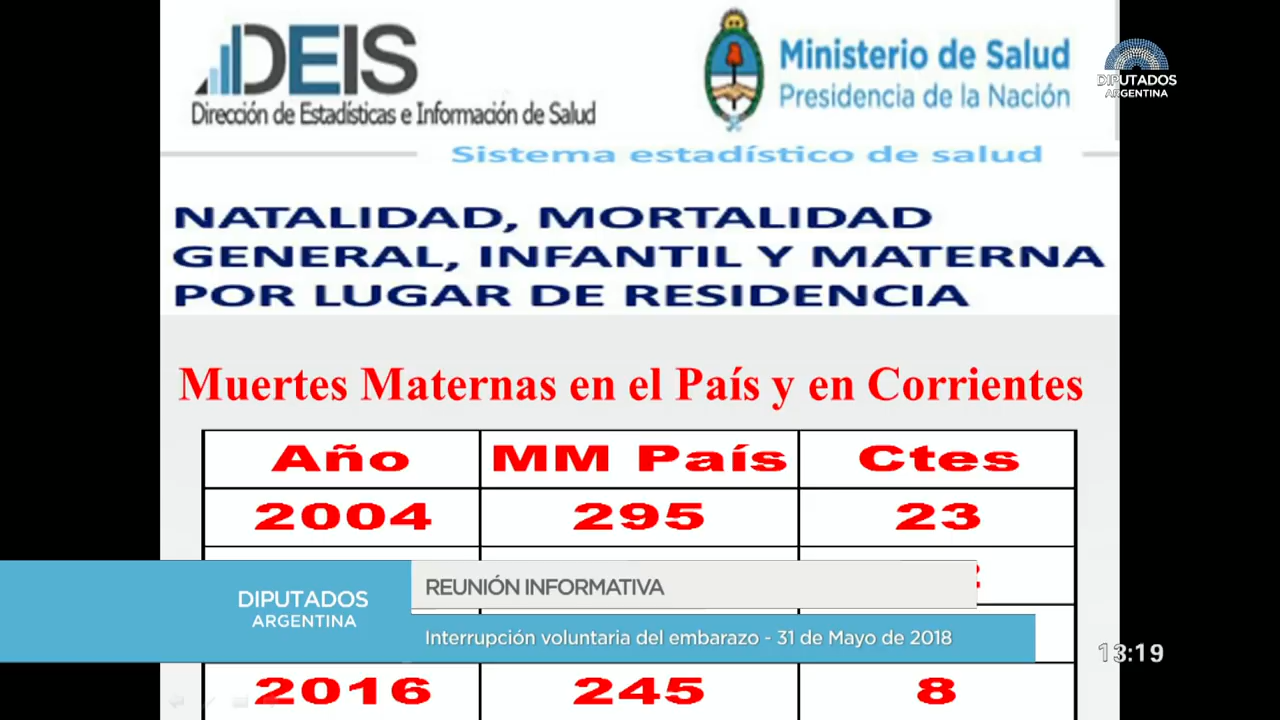 DEIS
Dirección de Estadísticas e Información de Salud
Ministerio de Salud
Presidencia de la Nación
DIPUTADOS
ARGENTINA
Sistema estadístico de salud
NATALIDAD, MORTALIDAD
GENERAL, INFANTIL Y MATERNA
POR LUGAR DE RESIDENCIA
Muertes Maternas en el País y en Corrientes
Año MM País Ctes
2004 295 23
DIPUTADOS
ARGENTINA
REUNIÓN INFORMATIVA
Interrupción voluntaria del embarazo - 31 de Mayo de 2018
13:19
2016 245 8